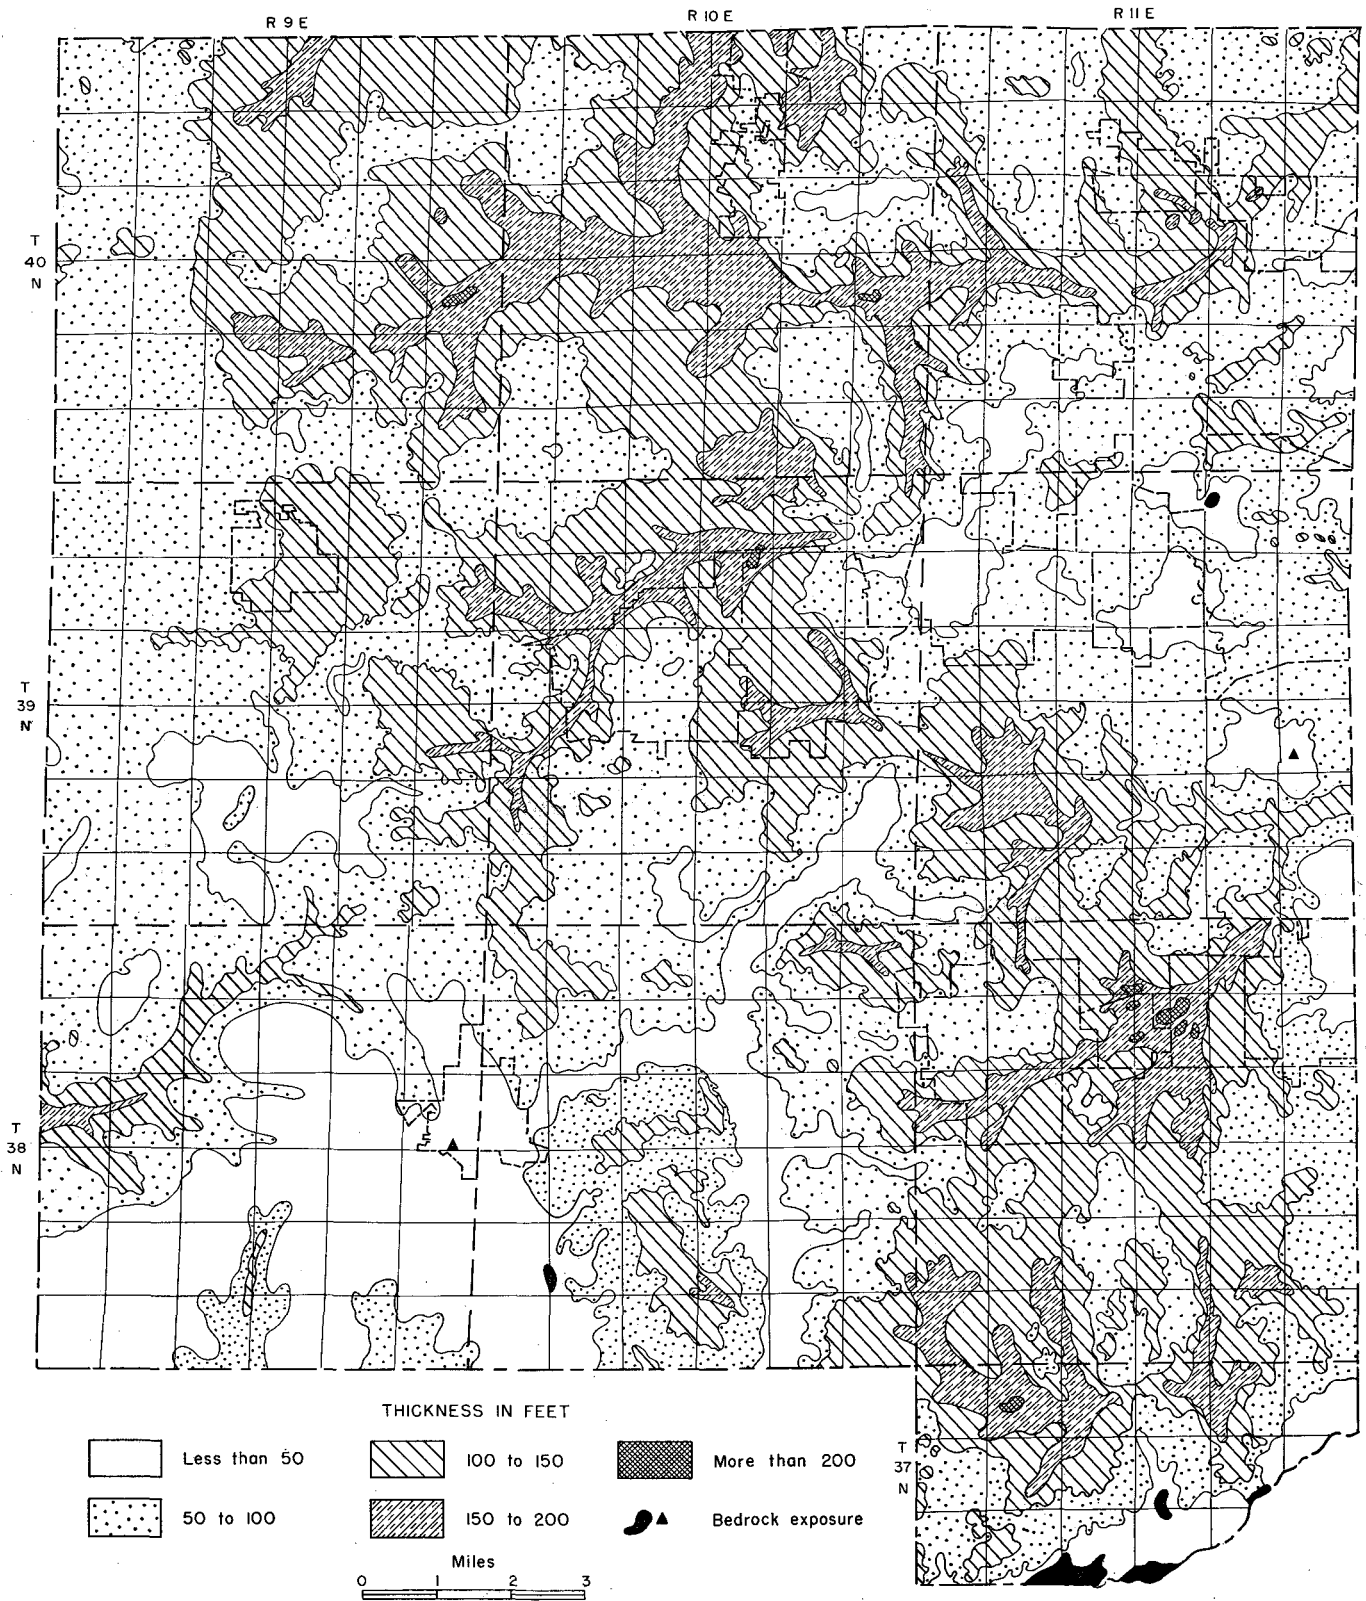 R 9 E
R 10 E
R 11 E
T
40
N
T
39
N
T
38
N
THICKNESS IN FEET
Less than 50
100 to 150
More than 200
50 to 100
150 to 200
Bedrock exposure
Miles
0 1 2 3
T
37
N